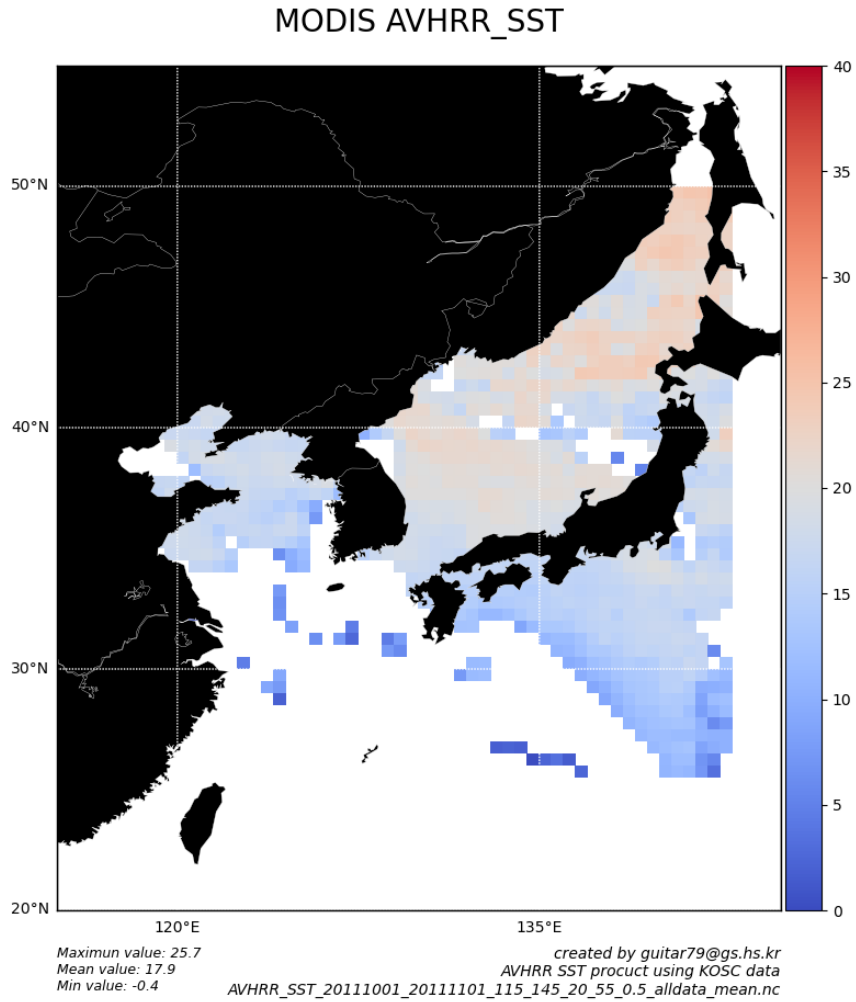 MODIS AVHRR_SST
40
35
30
25
20
15
10
5
0
50°N
40°N
30°N
20°N
120°E
135°E
Maximun value: 25.7
Mean value: 17.9
Min value: -0.4
created by guitar79@gs.hs.kr
AVHRR SST procuct using KOSC data
AVHRR_SST_20111001_20111101_115_145_20_55_0.5_alldata_mean.nc